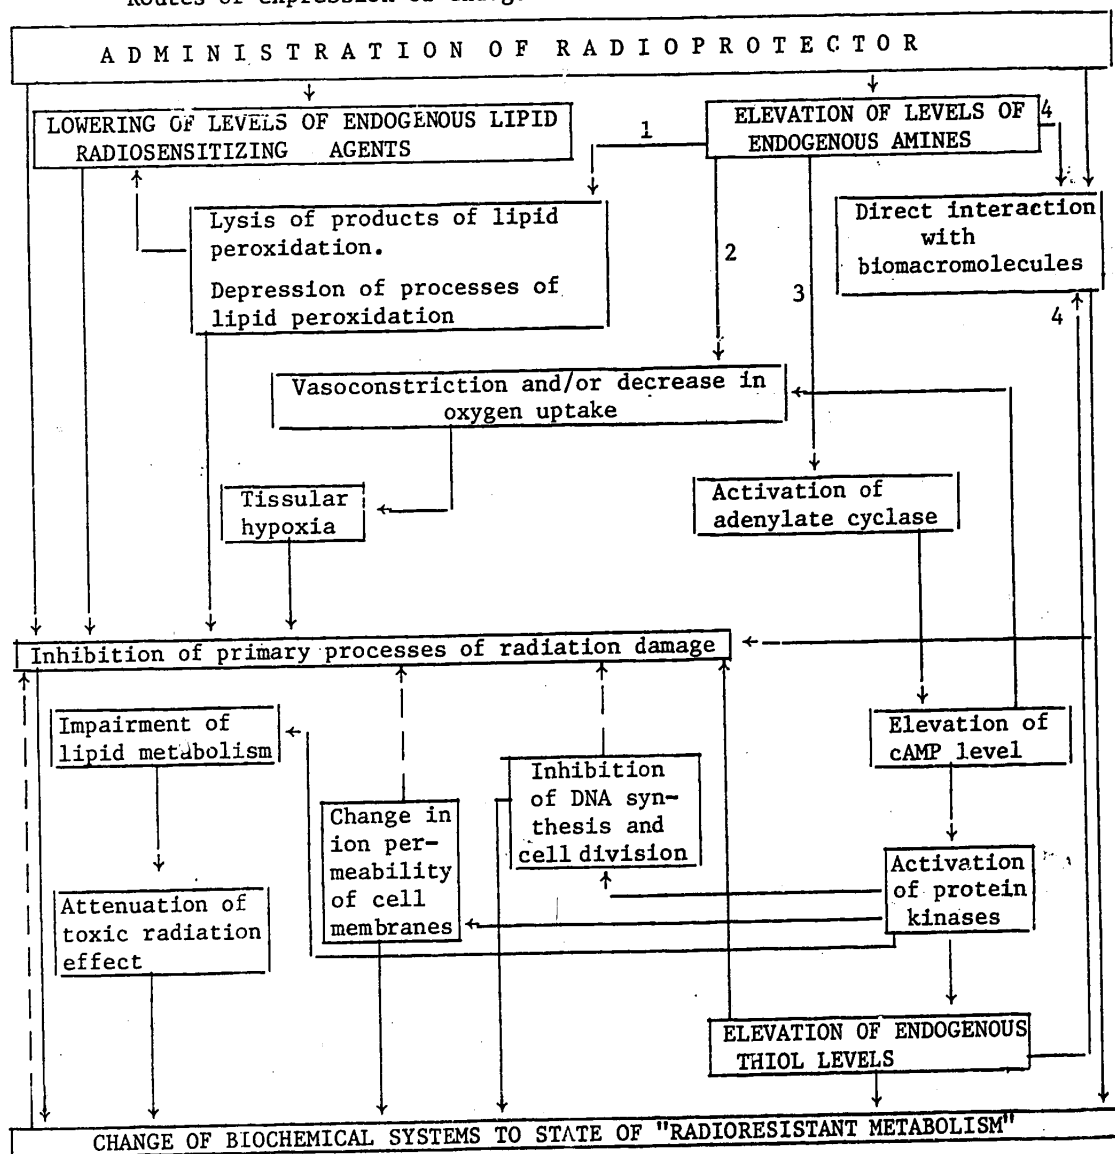 Routes of expression of
A D M I N I S T R A T I O N O F R A D I O P R O T E C T O R
LOWERING OF LEVELS OF ENDOGENOUS LIPID
RADIOSENSITIZING AGENTS
ELEVATION OF LEVELS OF
ENDOGENOUS AMINES
4
1
Lysis of products of lipid
peroxidation.
Depression of processes of
lipid peroxidation
Direct interaction
with
biomacromolecules
2
3
4
Vasoconstriction and/or decrease in
oxygen uptake
Tissular
hypoxia
Activation of
adenylate cyclase
Inhibition of primary processes of radiation damage
Impairment of
lipid metabolism
Elevation of
cAMP level
Inhibition
of DNA syn-
thesis and
cell division
Change in
ion per-
meability
of cell
membranes
Activation
of protein
kinases
Attenuation of
toxic radiation
effect
ELEVATION OF ENDOGENOUS
THIOL LEVELS
CHANGE OF BIOCHEMICAL SYSTEMS TO STATE OF "RADIORESISTANT METABOLISM"